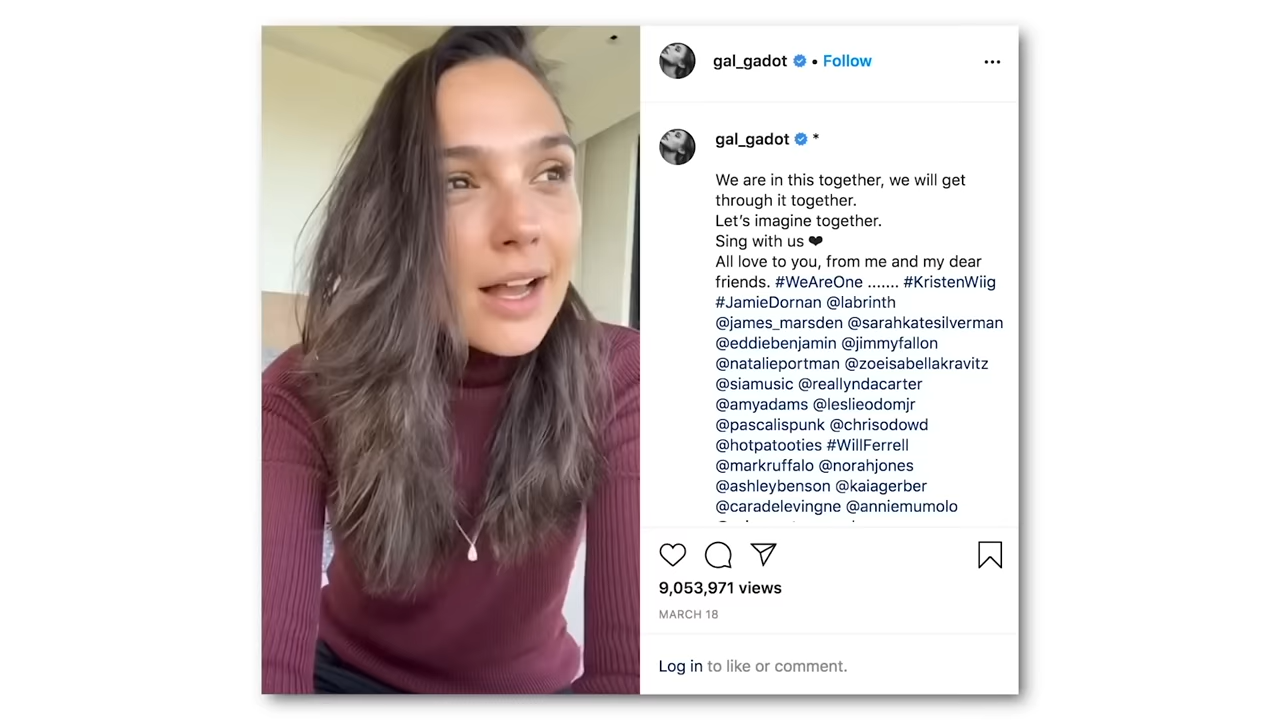 gal_gadot • Follow
gal_gadot *
We are in this together, we will get
through it together.
Let's imagine together.
Sing with us ❤
All love to you, from me and my dear
friends. #WeAreOne ....... #KristenWiig
#JamieDornan @labrinth
@james_marsden @sarahkatesilverman
@eddiebenjamin @jimmyfallon
@natalieportman @zoeisabellakravitz
@siamusic @reallyndacarter
@amyadams @leslieodomjr
@pascalispunk @chrisodowd
@hotpatooties #WillFerrell
@markruffalo @norahjones
@ashleybenson @kaiagerber
@caradelevingne @anniemumolo
9,053,971 views
MARCH 18
Log in to like or comment.